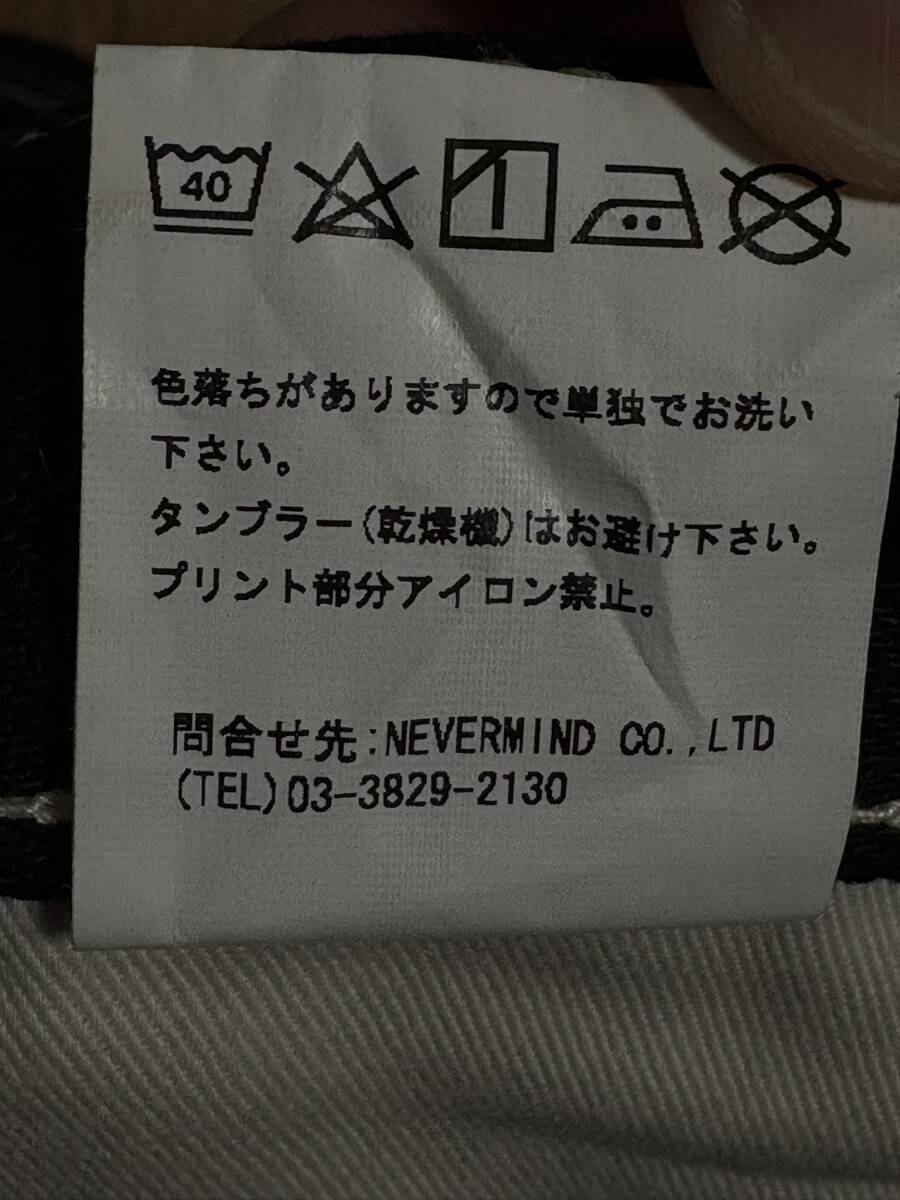 40
色落ちがありますので単独でお洗い
下さい。
タンブラー(乾燥機)はお避け下さい。
プリント部分アイロン禁止。
問合せ先:NEVERMIND CO.,LTD
(TEL)03-3829-2130